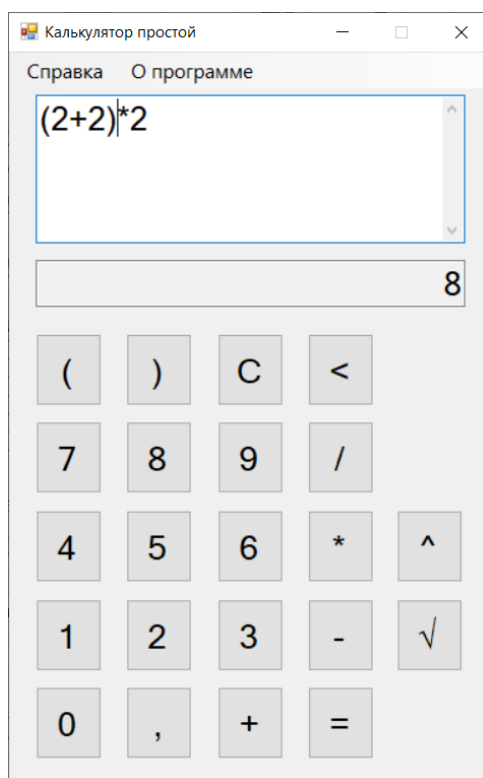 Калькулятор простой
Справка О программе
(2+2)*2
8
( ) C <
7 8 9 /
4 5 6 * ^
1 2 3 - √
0 , + =